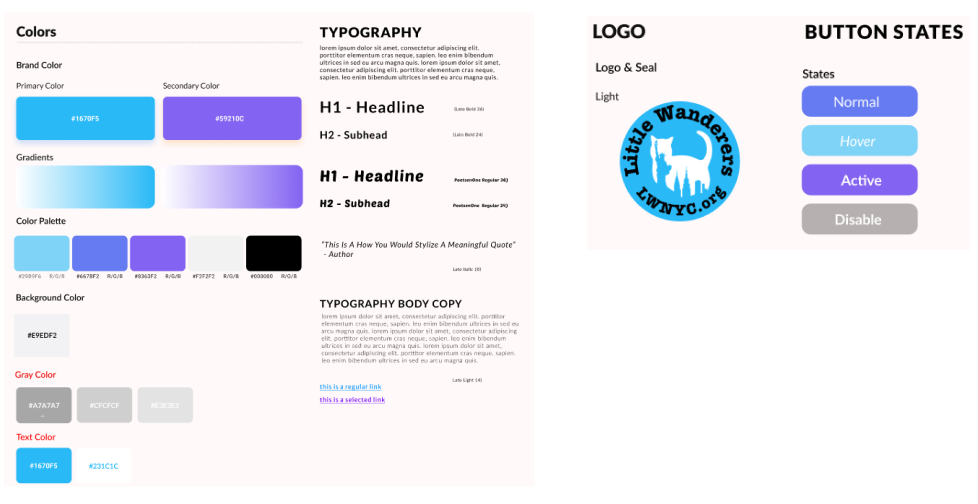 Colors
Brand Color
Primary Color
Secondary Color
#1670F5
#59210C
Gradients
Color Palette
R/G/B
#667BF2 R/G/B
#8363F2 R/G/B
#F2F2F2 R/G/B
#000000 R/G/B
Background Color
#E9EDF2
Gray Color
#A7A7A7
#CFCFCF
#E3E3E3
Text Color
#1670F5
#231C1C
TYPOGRAPHY
lorem ipsum dolor sit amet, consectetur adipiscing elit.
porttitor elementum cras neque, sapien. leo enim bibendum
ultrices in sed eu arcu magna quis. lorem ipsum dolor sit amet,
consectetur adipiscing elit. porttitor elementum cras neque,
sapien. leo enim bibendum ultrices in sed eu arcu magna quis.
H1 - Headline
(Lato Bold 36)
H2 - Subhead
(Lato Bold 24)
H1 - Headline
PoetsenOne Regular 36)
H2 - Subhead
PoetsenOne Regular 24)
"This Is A How You Would Stylize A Meaningful Quote"
- Author
Lato Italic
TYPOGRAPHY BODY COPY
lorem ipsum dolor sit amet, consectetur adipiscing elit. porttitor
elementum cras neque, sapien. leo enim bibendum ultrices in sed eu
arcu magna quis. lorem ipsum dolor sit amet, consectetur adipiscing
elit. porttitor elementum cras neque, sapien. leo enim bibendum
ultrices in sed eu arcu magna quis. lorem ipsum dolor sit amet,
consectetur adipiscing elit. porttitor elementum cras neque, sapien.
leo enim bibendum ultrices in sed eu arcu magna quis.
Lato Light
this is a regular link
this is a selected link
LOGO
Logo & Seal
Light
Little Wanderers
LWNYC.org
BUTTON STATES
States
Normal
Hover
Active
Disable